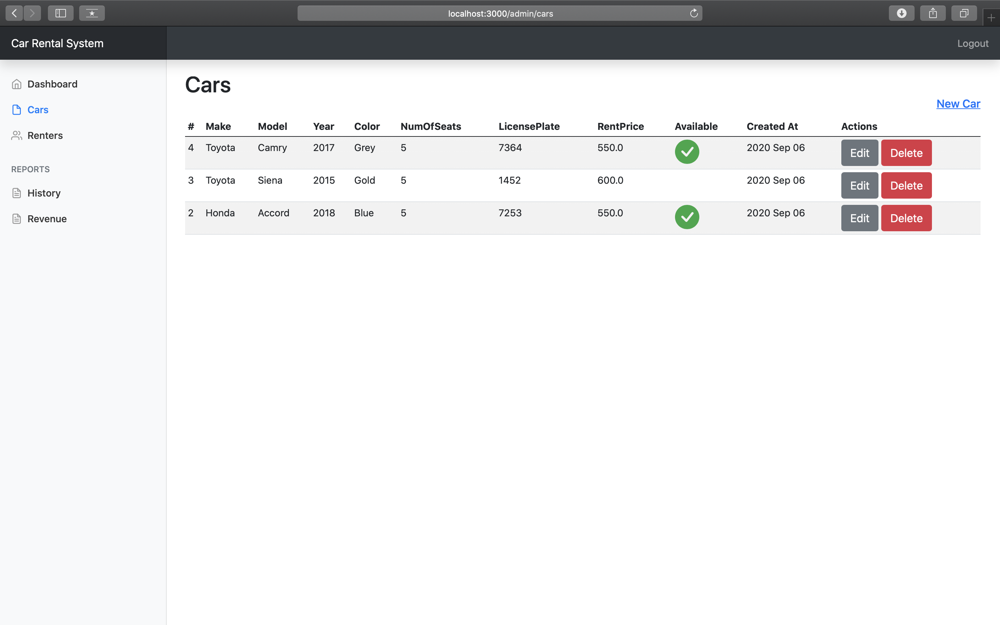 localhost:3000/admin/cars
Car Rental System
Logout
Dashboard
Cars
Renters
REPORTS
History
Revenue
Cars
New Car
# Make Model Year Color NumOfSeats LicensePlate RentPrice Available Created At Actions
4 Toyota Camry 2017 Grey 5 7364 550.0 2020 Sep 06 Edit Delete
3 Toyota Siena 2015 Gold 5 1452 600.0 2020 Sep 06 Edit Delete
2 Honda Accord 2018 Blue 5 7253 550.0 2020 Sep 06 Edit Delete